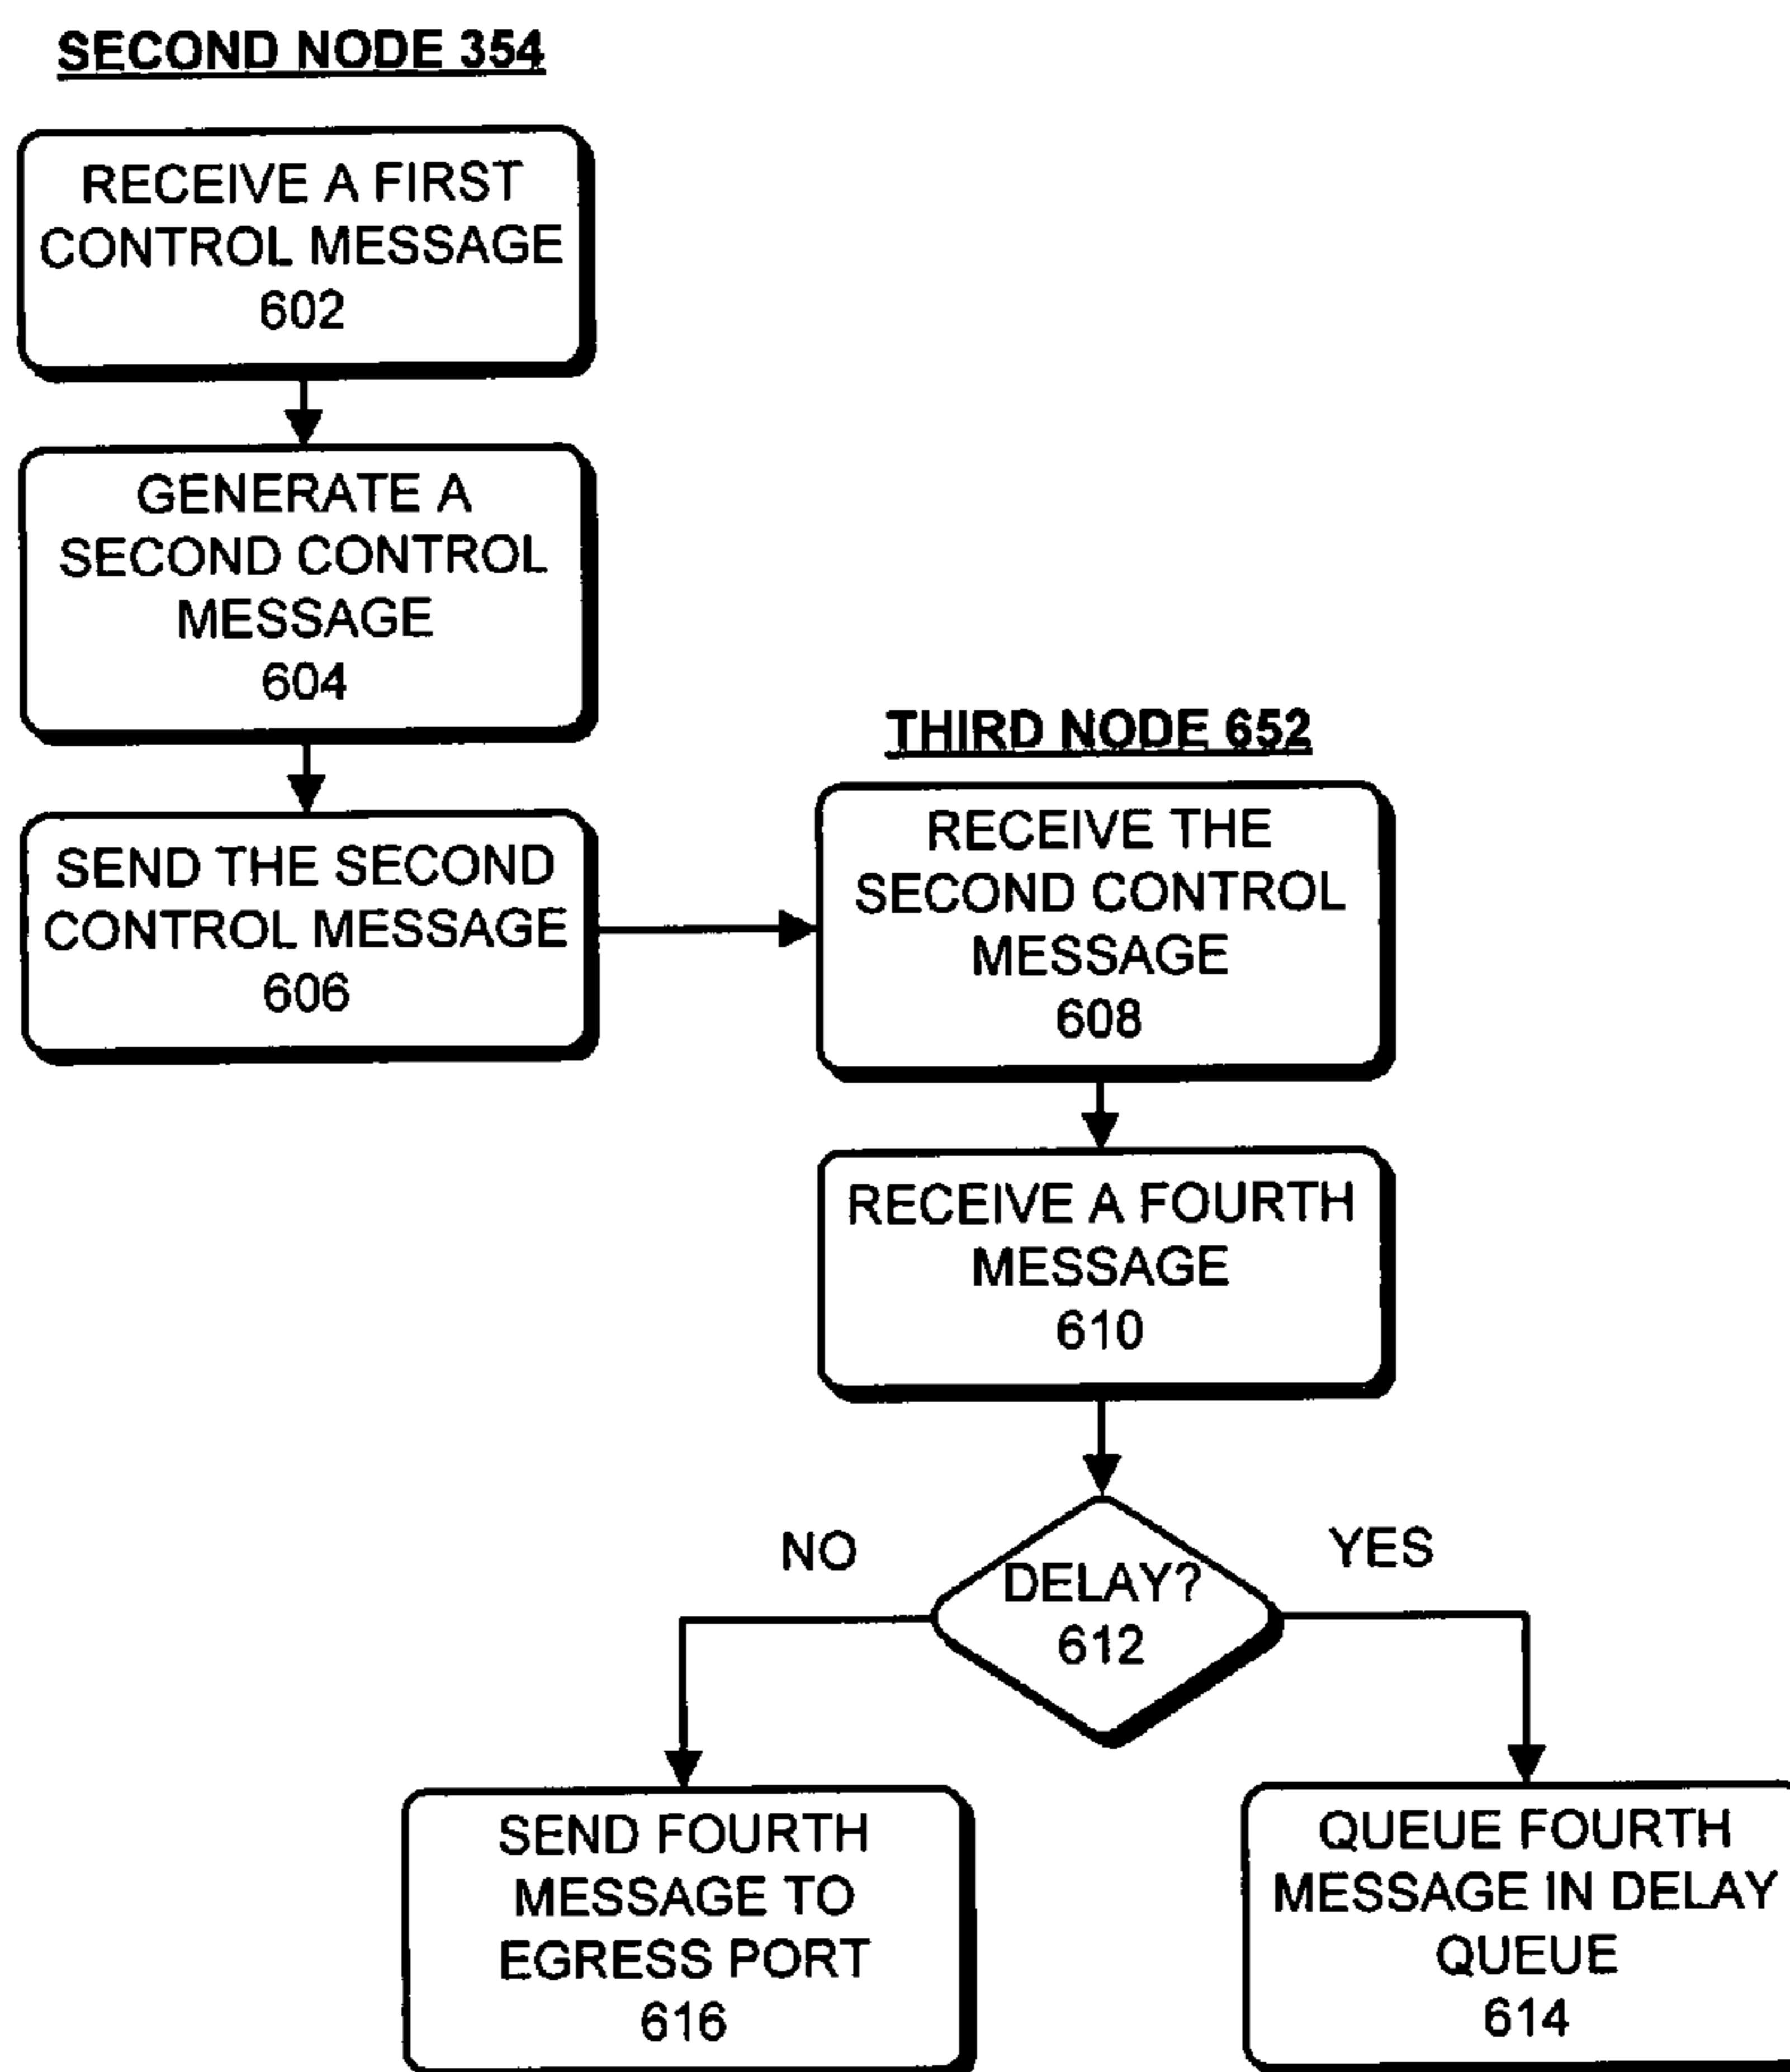 SECOND NODE 354
RECEIVE A FIRST
CONTROL MESSAGE
602
GENERATE A
SECOND CONTROL
MESSAGE
604
SEND THE SECOND
CONTROL MESSAGE
606
THIRD NODE 652
RECEIVE THE
SECOND CONTROL
MESSAGE
608
RECEIVE A FOURTH
MESSAGE
610
DELAY?
612
NO
YES
SEND FOURTH
MESSAGE TO
EGRESS PORT
616
QUEUE FOURTH
MESSAGE IN DELAY
QUEUE
614